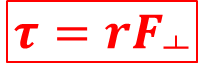 τ = rF⊥